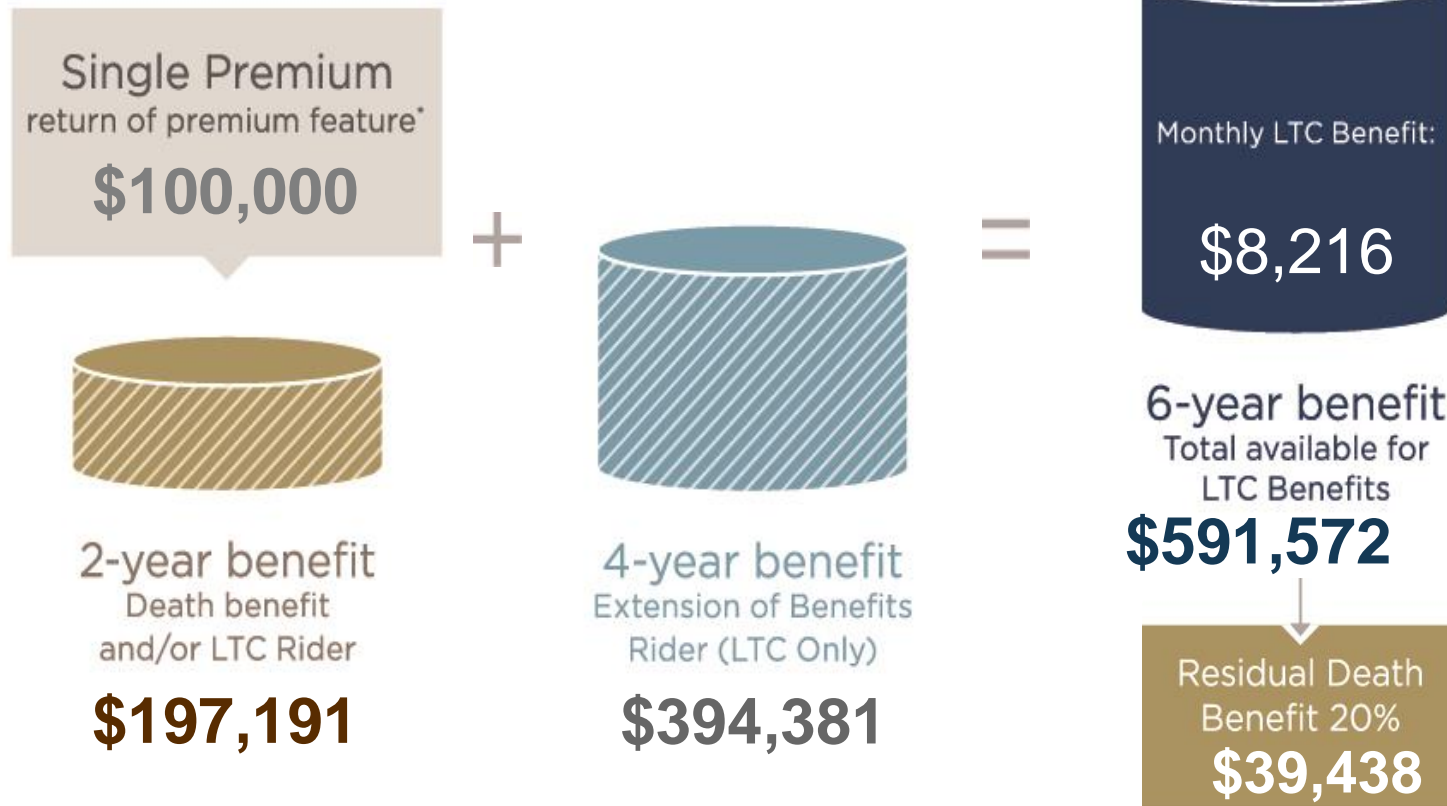 Single Premium
return of premium feature*
$100,000
+
=
2-year benefit
Death benefit
and/or LTC Rider
$197,191
4-year benefit
Extension of Benefits
Rider (LTC Only)
$394,381
Monthly LTC Benefit:
$8,216
6-year benefit
Total available for
LTC Benefits
$591,572
Residual Death
Benefit 20%
$39,438